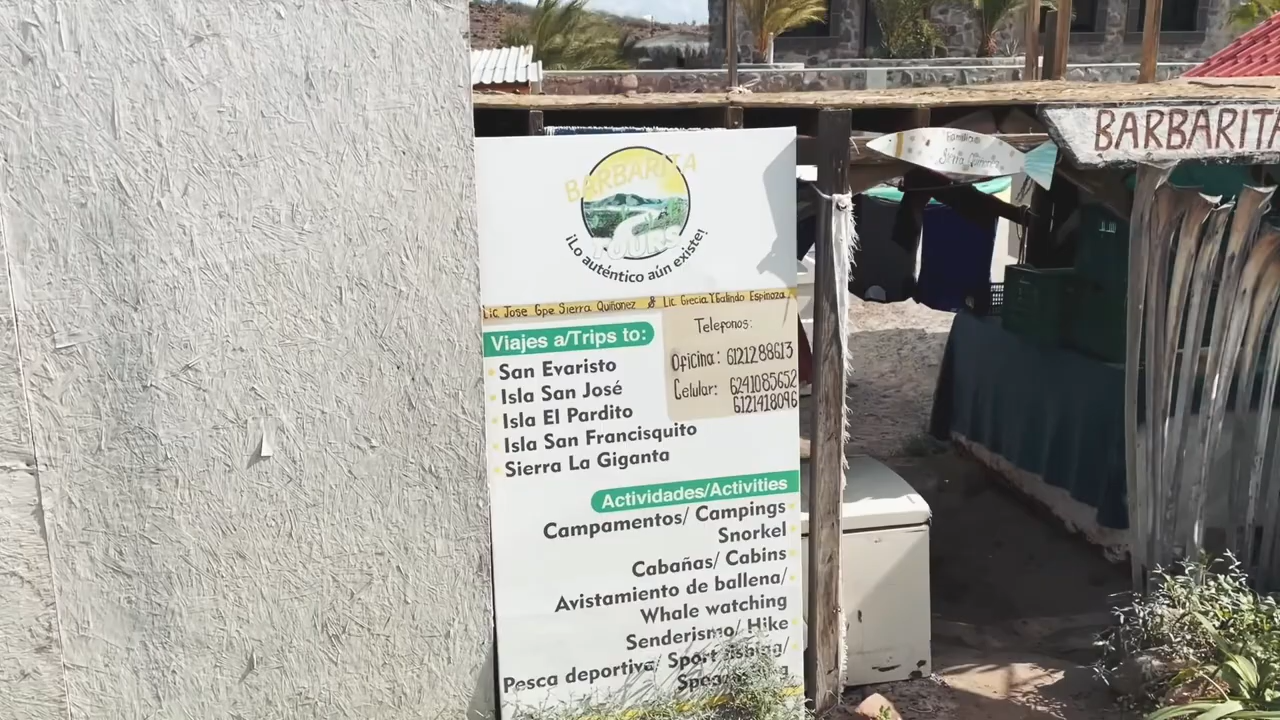 BARBARITA
TOURS
¡Lo auténtico aún existe!
Lic Jose Gpe Sierra Quiñonez & Lic Grecia Y Galindo Espinoza
Viajes a/Trips to:
San Evaristo
Isla San José
Isla El Pardito
Isla San Francisquito
Sierra La Giganta
Telefonos:
Oficina: 6121288613
Celular: 6241085652
6121418096
Actividades/Activities
Campamentos/ Campings
Snorkel
Cabañas/ Cabins
Avistamiento de ballena/
Whale watching
Senderismo/ Hike
Pesca deportiva/ Sport fishing/
Familia
Sierra
BARBARITA